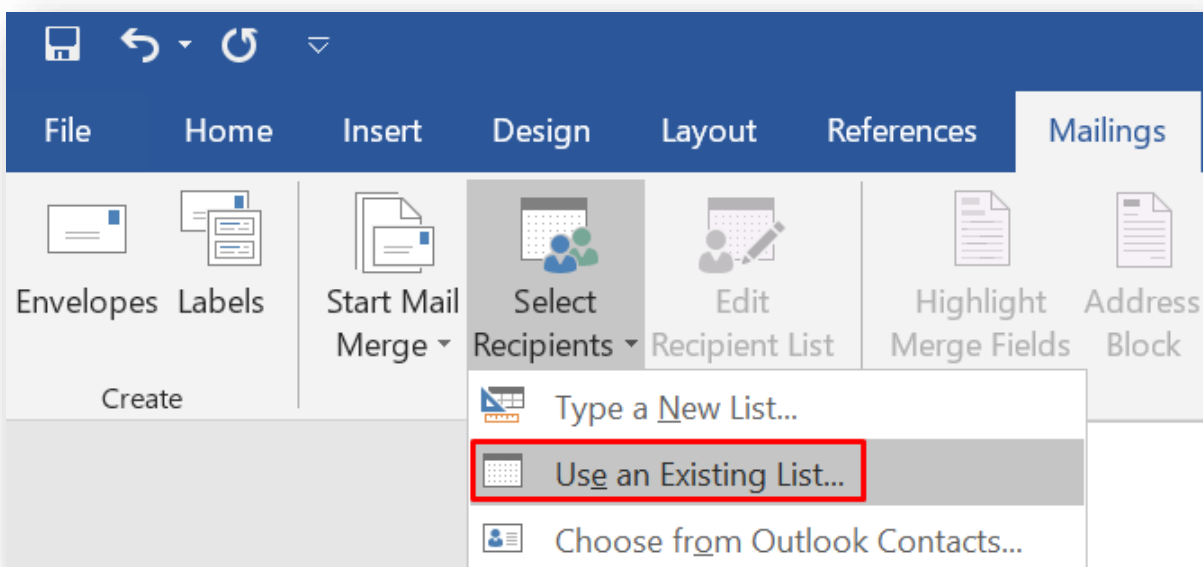 File Home Insert Design Layout References Mailings
Envelopes Labels Start Mail Select Edit Highlight Address
Merge Recipients Recipient List Merge Fields Block
Create
Type a New List...
Use an Existing List...
Choose from Outlook Contacts...